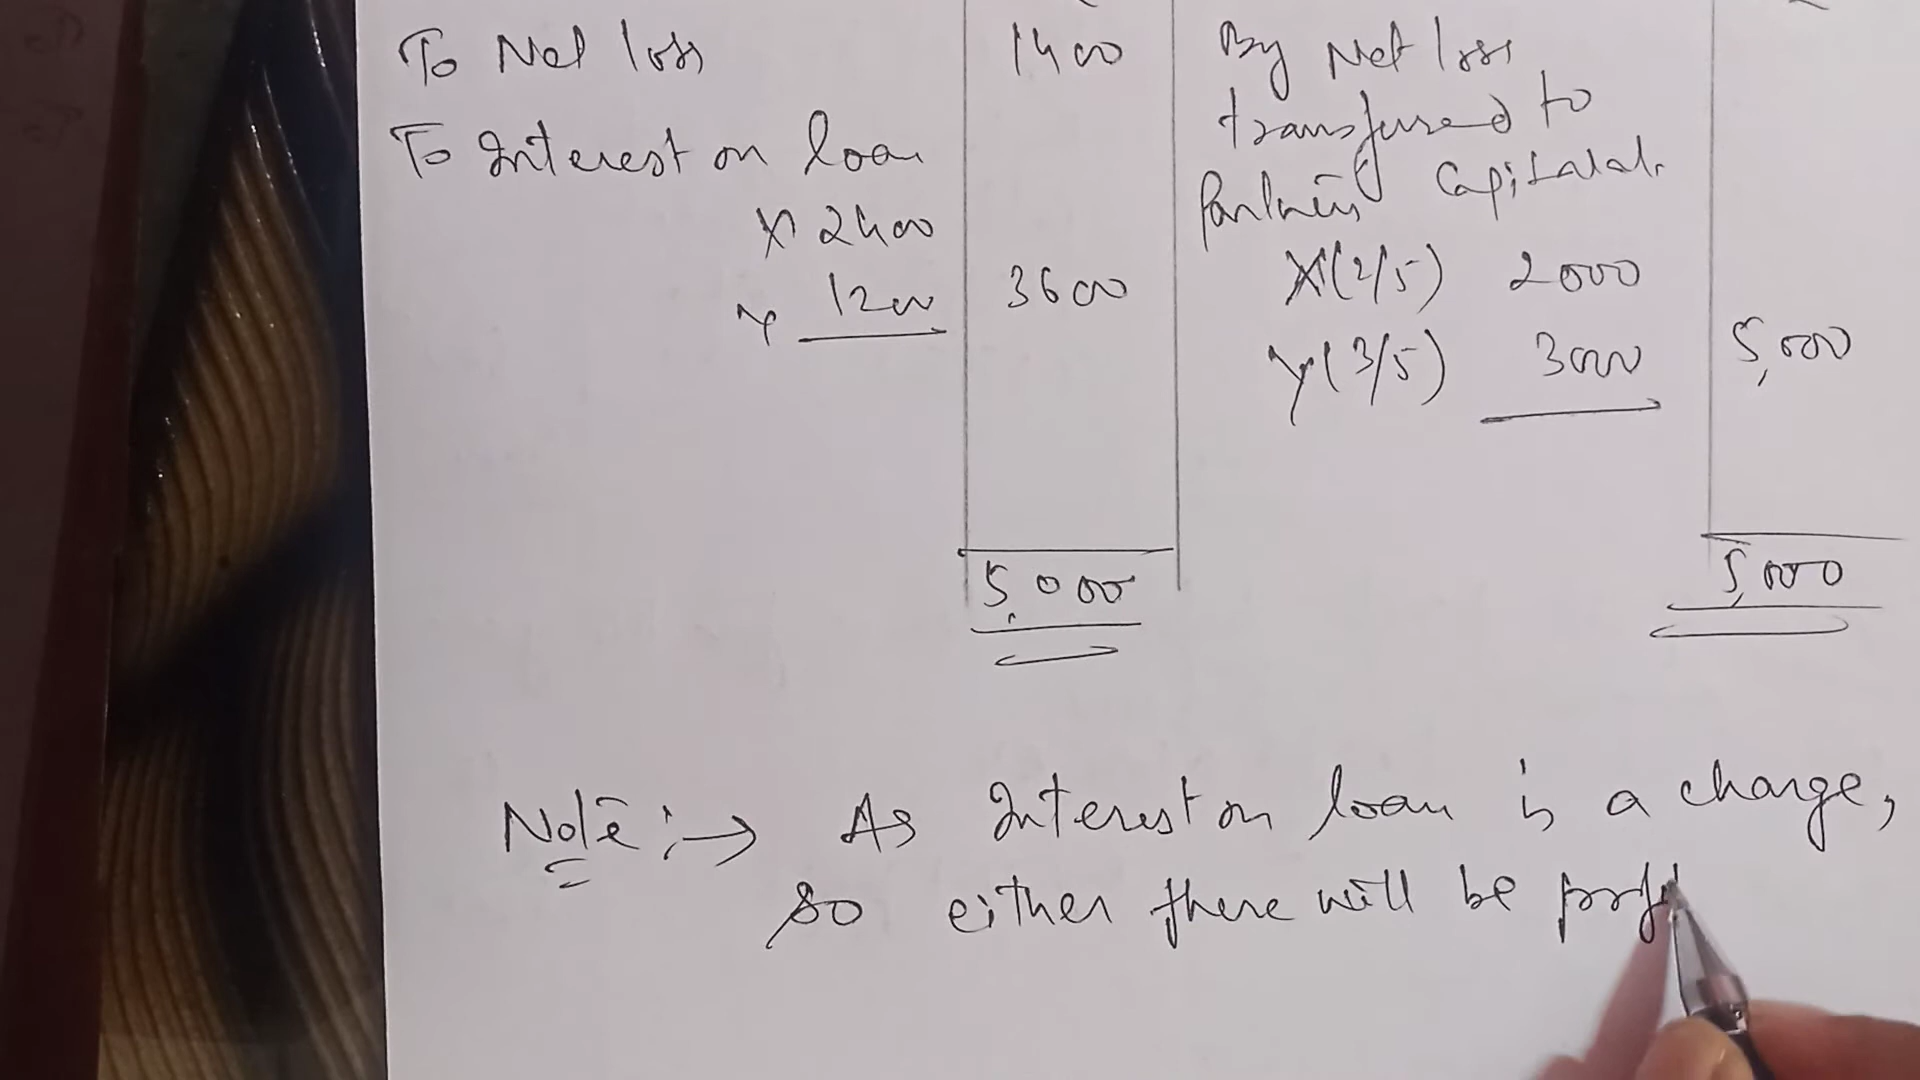 To Net loss 1400 By Net loss
transferred to
To Interest on loan
Partners Capital
X 2400
X (2/5) 2000
Y 1200 3600
Y (3/5) 3000 5,000
5,000 5,000
Note :→ As Interest on loan is a charge,
so either there will be prof